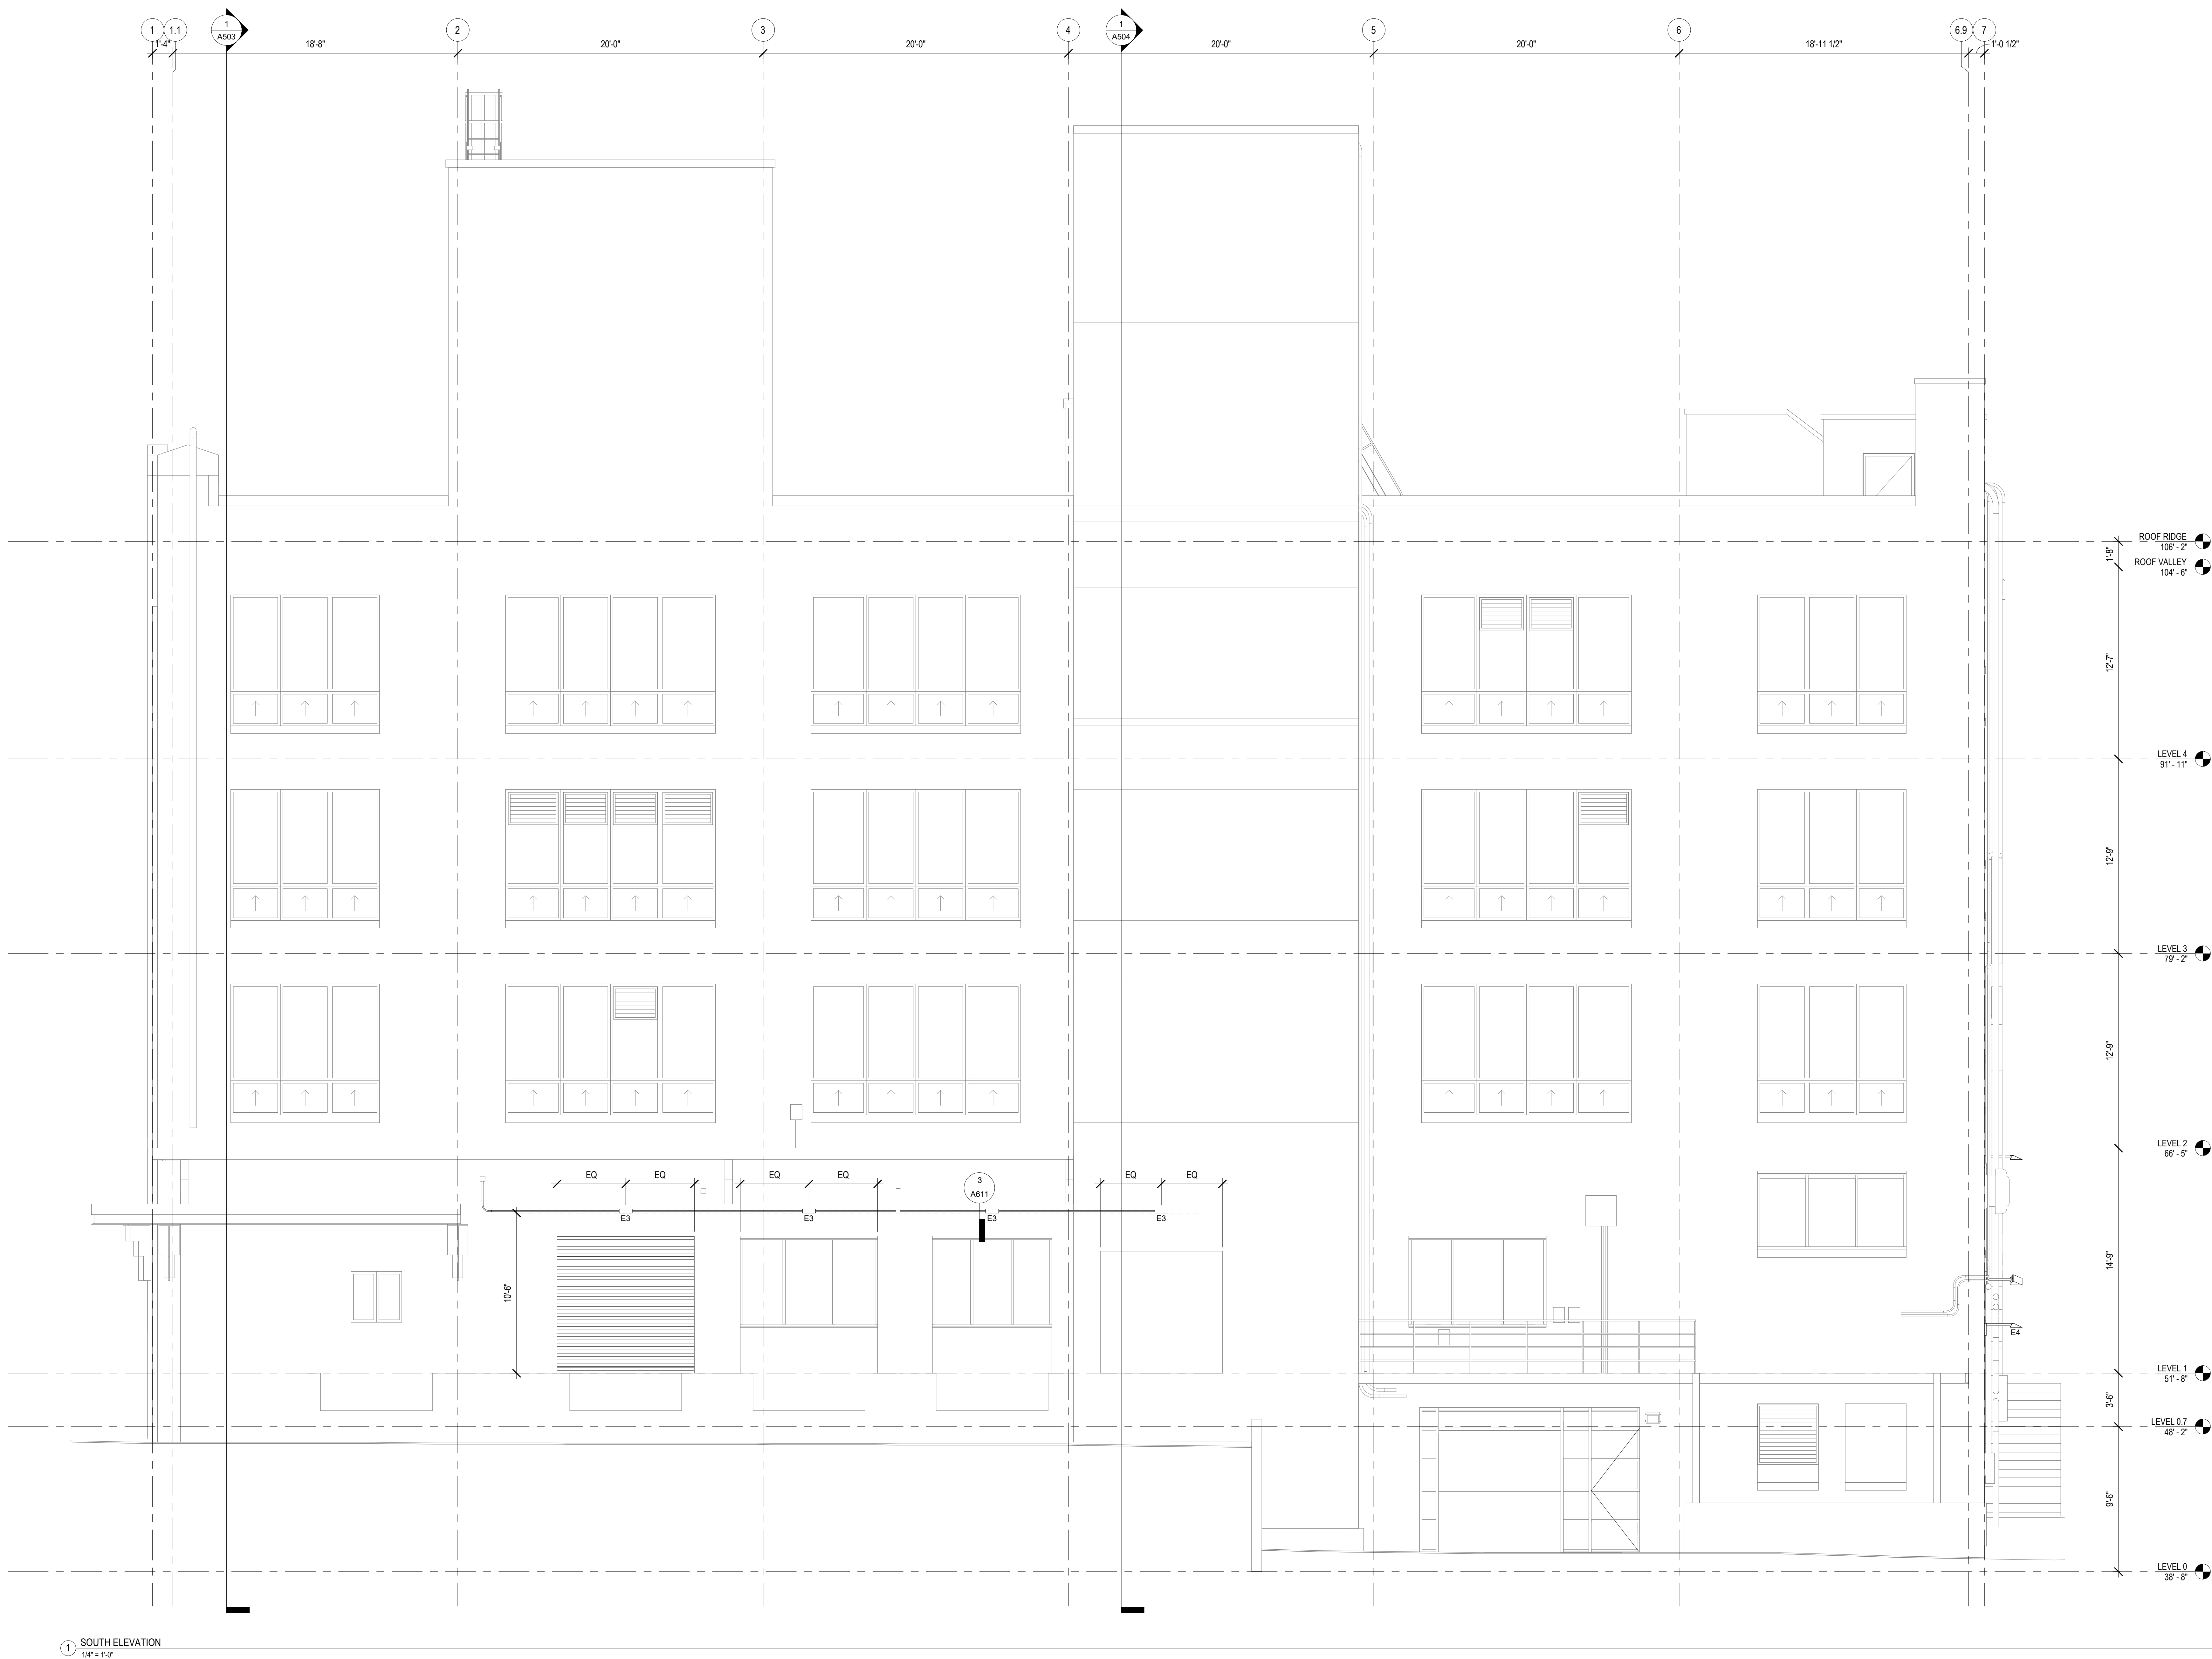 1
1.1
1
A503
2
3
4
1
A504
5
6
6.9
7
1'-4"
18'-8"
20'-0"
20'-0"
20'-0"
20'-0"
18'-11 1/2"
1'-0 1/2"
ROOF RIDGE
106' - 2"
1'-8"
ROOF VALLEY
104' - 6"
12'-7"
LEVEL 4
91' - 11"
12'-9"
LEVEL 3
79' - 2"
12'-9"
LEVEL 2
66' - 5"
EQ
EQ
EQ
EQ
3
A611
EQ
EQ
E3
E3
E3
E3
10'-6"
14'-9"
E4
LEVEL 1
51' - 8"
3'-6"
LEVEL 0.7
48' - 2"
9'-6"
LEVEL 0
38' - 8"
1
SOUTH ELEVATION
1/4" = 1'-0"